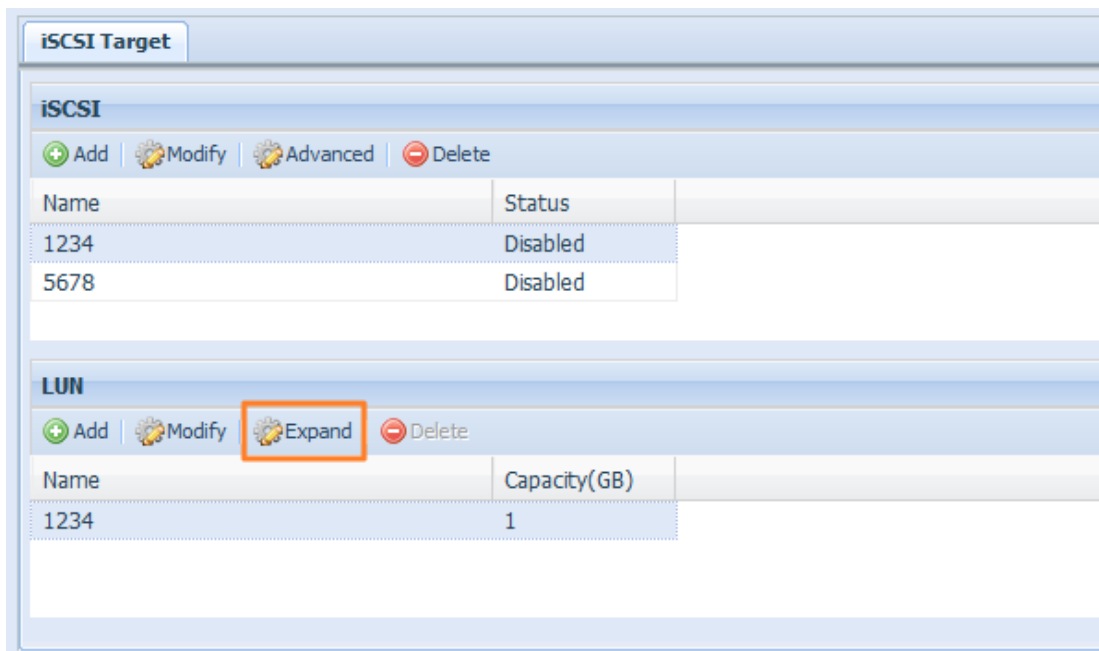 iSCSI Target
iSCSI
Add Modify Advanced Delete
Name Status
1234 Disabled
5678 Disabled
LUN
Add Modify Expand Delete
Name Capacity(GB)
1234 1